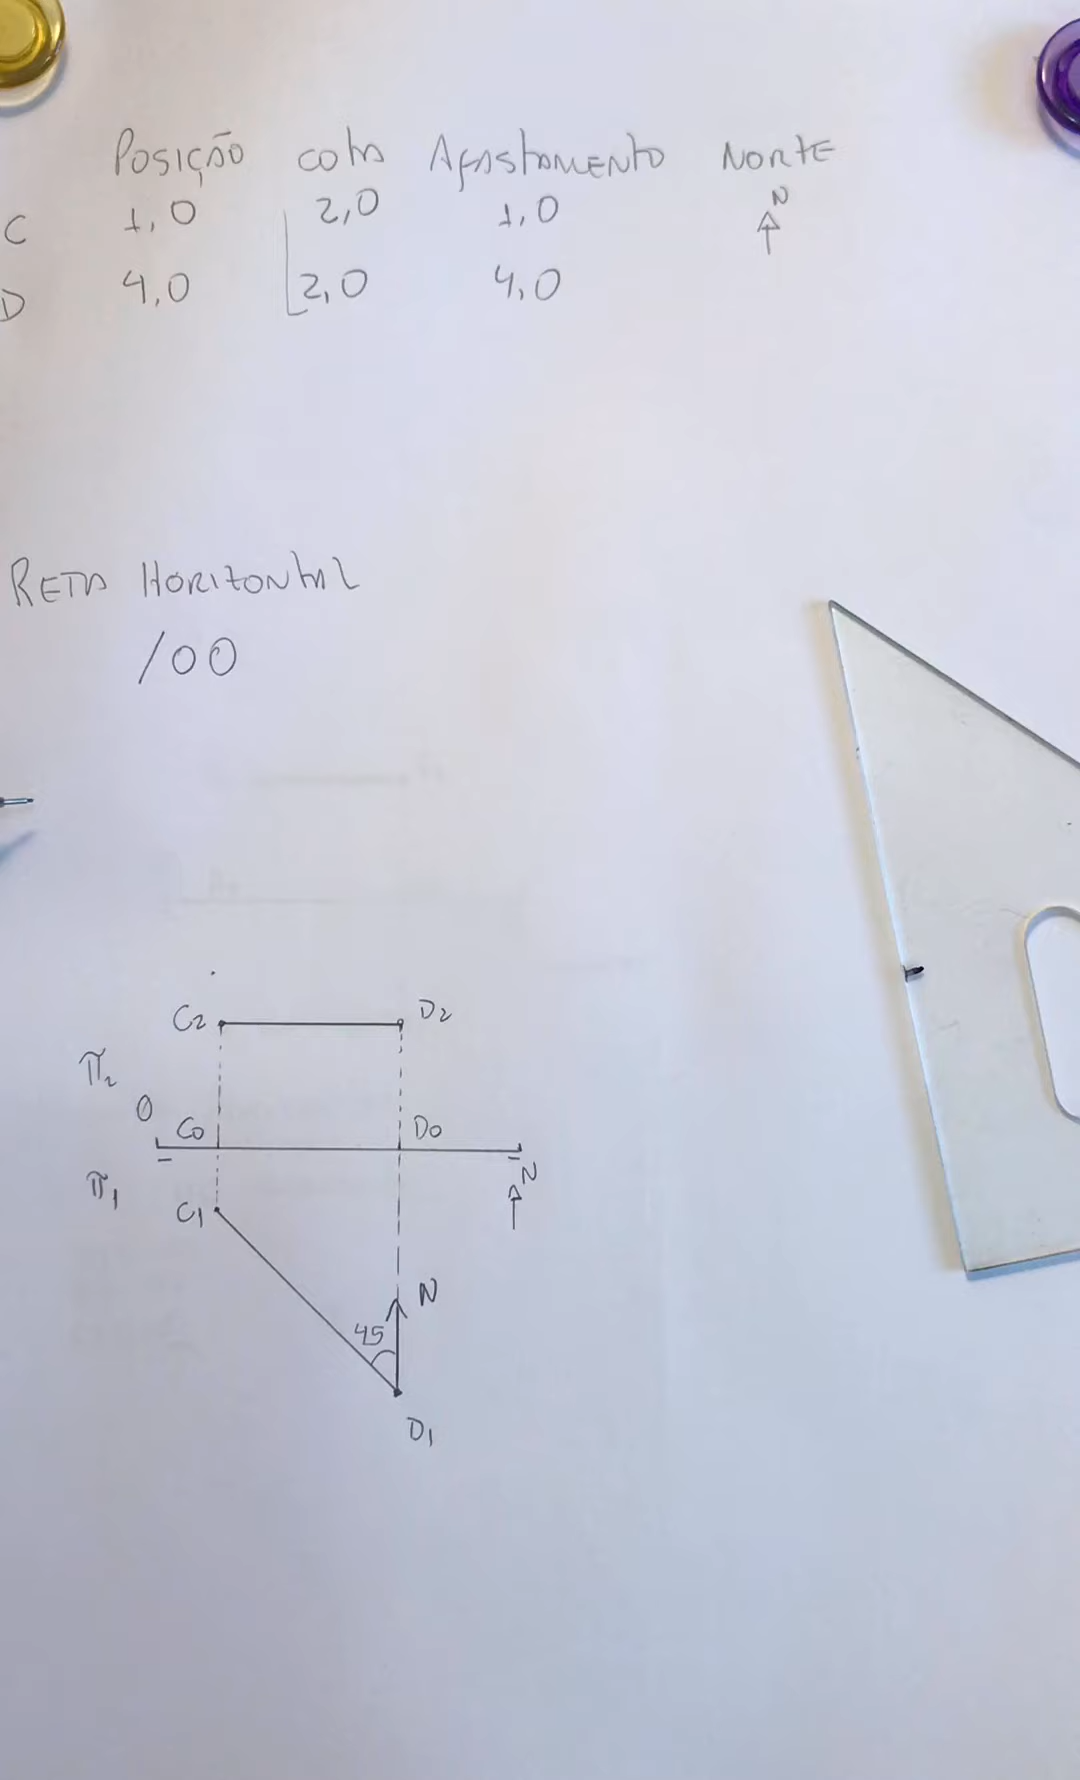 Posição cota Afastamento Norte
C 1,0 2,0 1,0 N
D 4,0 2,0 4,0
Reta Horizontal
/00
C2 D2
π2
0 C0 D0
π1 N
C1
N
45
D1